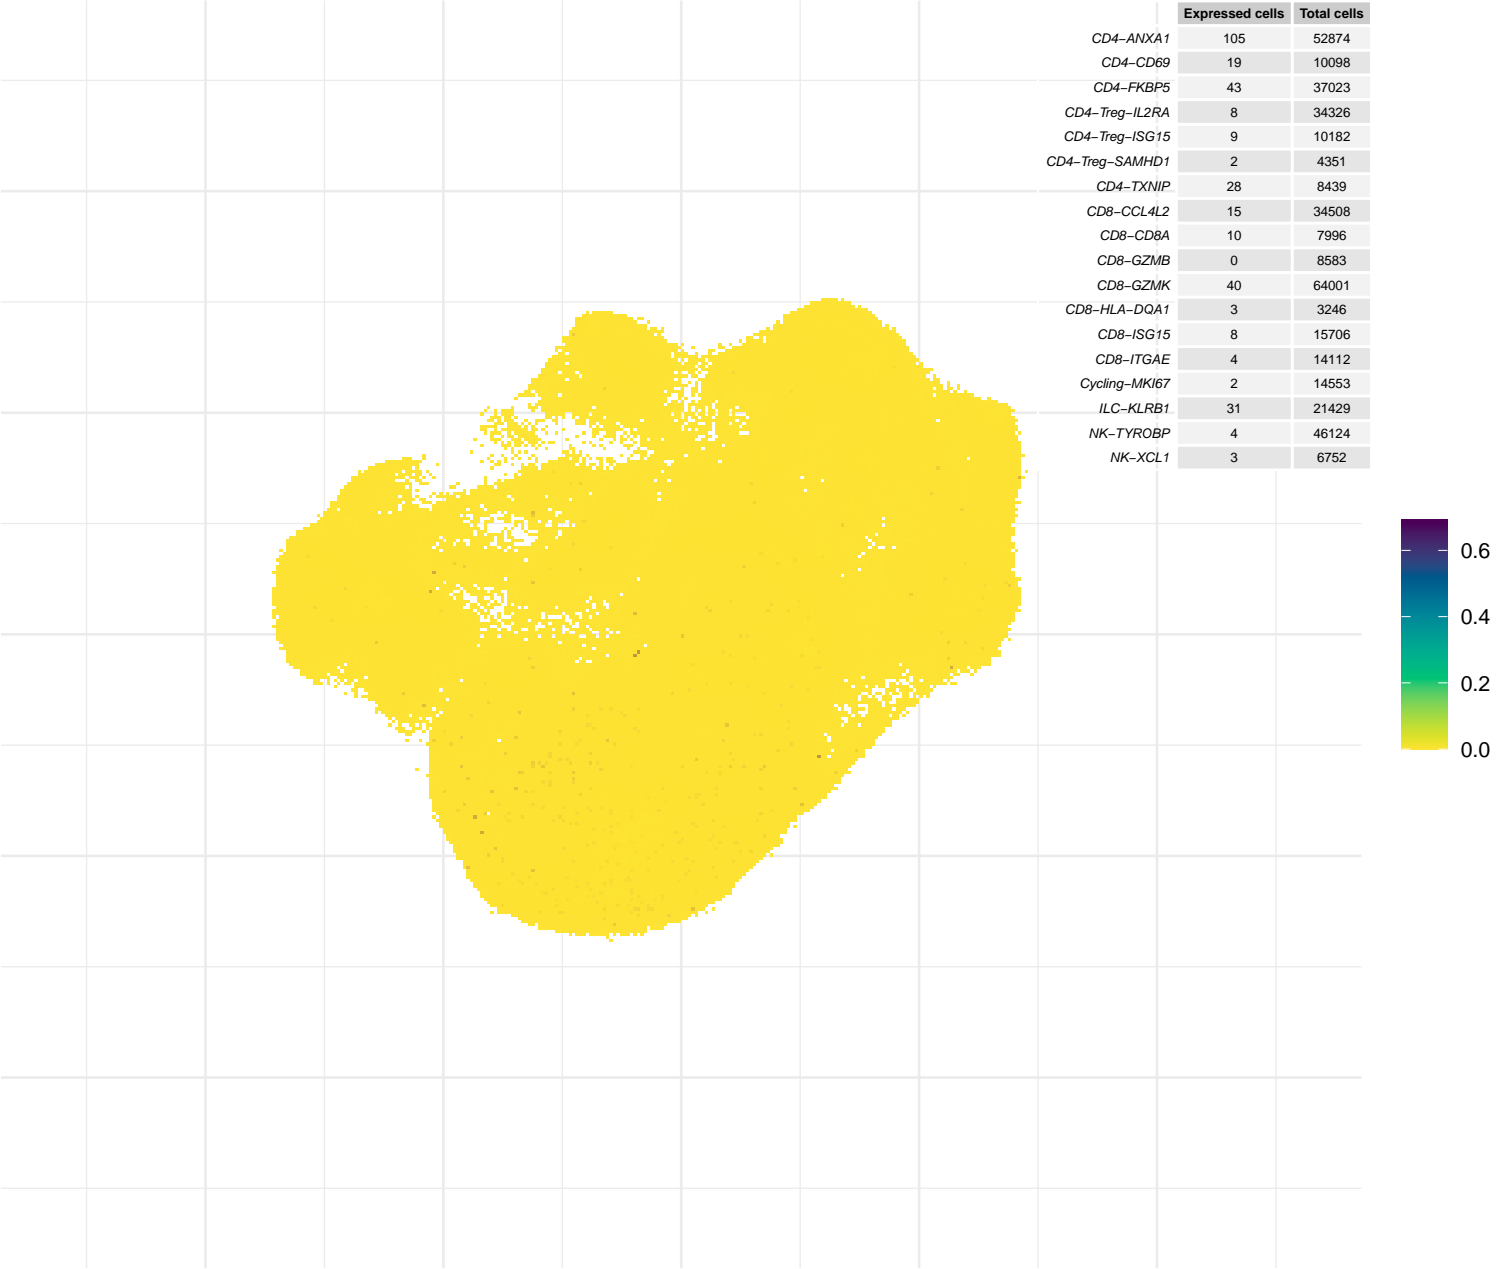 Expressed cells Total cells
CD4−ANXA1 105 52874
CD4−CD69 19 10098
CD4−FKBP5 43 37023
CD4−Treg−IL2RA 8 34326
CD4−Treg−ISG15 9 10182
CD4−Treg−SAMHD1 2 4351
CD4−TXNIP 28 8439
CD8−CCL4L2 15 34508
CD8−CD8A 10 7996
CD8−GZMB 0 8583
CD8−GZMK 40 64001
CD8−HLA−DQA1 3 3246
CD8−ISG15 8 15706
CD8−ITGAE 4 14112
Cycling−MKI67 2 14553
ILC−KLRB1 31 21429
NK−TYROBP 4 46124
NK−XCL1 3 6752
0.6
0.4
0.2
0.0